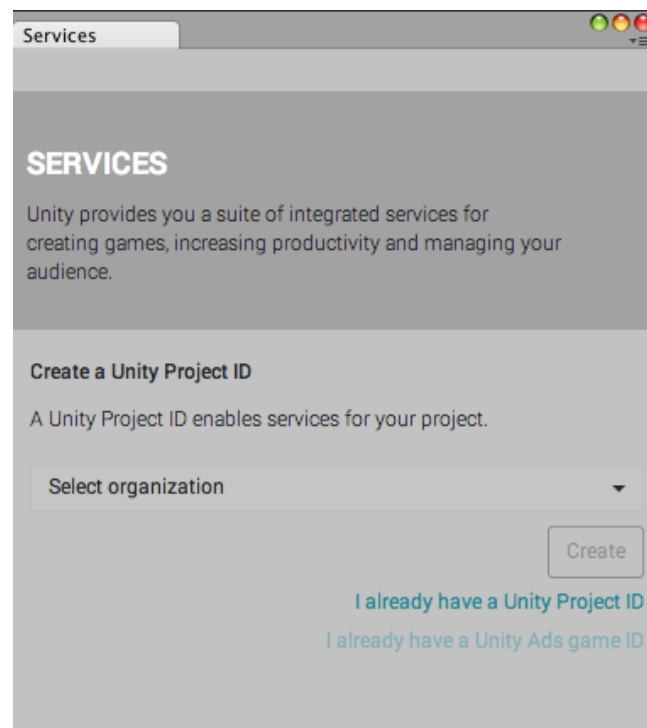 Services
SERVICES
Unity provides you a suite of integrated services for
creating games, increasing productivity and managing your
audience.
Create a Unity Project ID
A Unity Project ID enables services for your project.
Select organization
Create
I already have a Unity Project ID
I already have a Unity Ads game ID